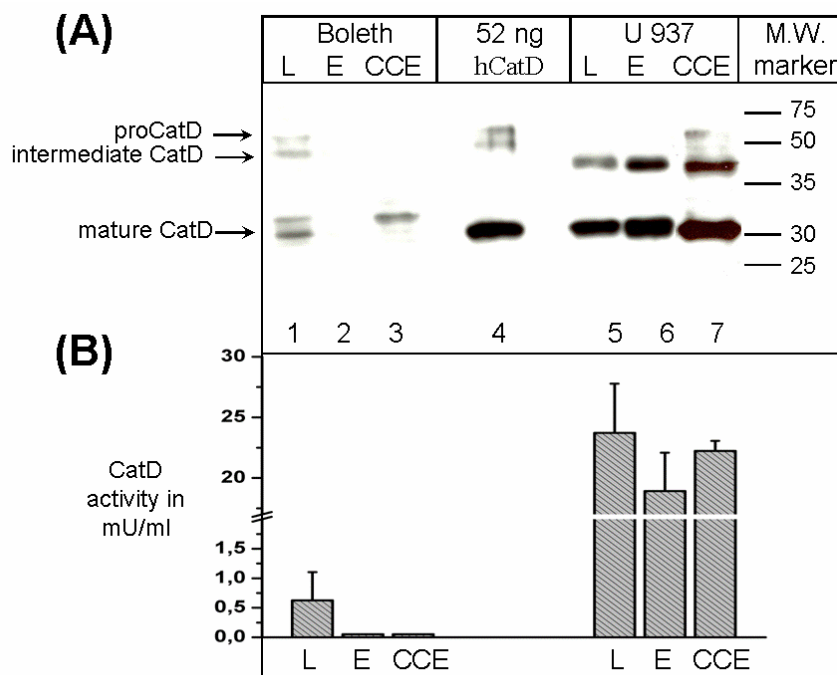 (A)
Boleth 52 ng U 937 M.W.
L E CCE hCatD L E CCE marker
proCatD
intermediate CatD
mature CatD
75
50
35
30
25
1 2 3 4 5 6 7
(B)
CatD
activity in
mU/ml
30
25
20
1,5
1,0
0,5
0,0
L E CCE L E CCE